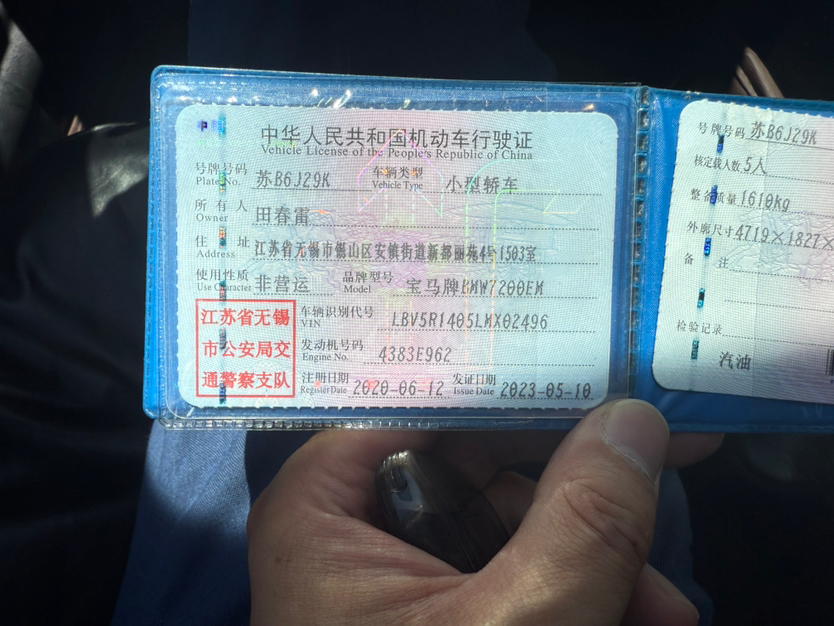 中华人民共和国机动车行驶证
Vehicle License of the People's Republic of China
号牌号码 苏B6J29K 车辆类型 小型轿车
Plate No. Vehicle Type
所有人 田春雷
Owner
住址 江苏省无锡市锡山区安镇街道新郡丽苑4号1503室
Address
使用性质 非营运 品牌型号 宝马牌BMW7200EM
Use Character Model
江苏省无锡
市公安局交
通警察支队
车辆识别代号 LBV5R1405LMX02496
VIN
发动机号码 4383E962
Engine No.
注册日期 2020-06-12 发证日期 2023-05-10
Register Date Issue Date
号牌号码 苏B6J29K
核定载人数 5人
整备质量 1610kg
外廓尺寸 4719×1827×
备注
检验记录
汽油